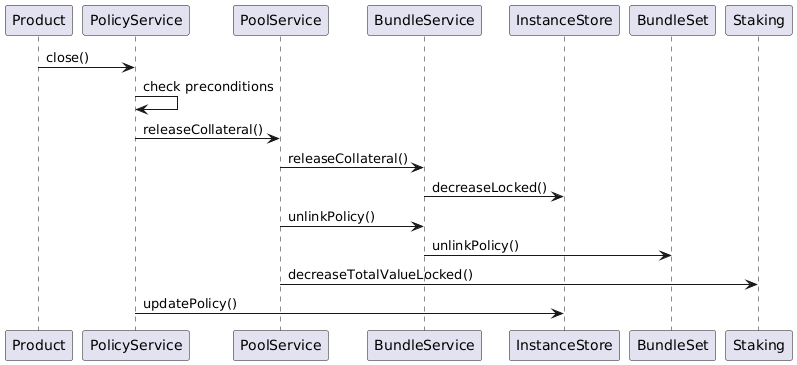 Product PolicyService PoolService BundleService InstanceStore BundleSet Staking
close()
check preconditions
releaseCollateral()
releaseCollateral()
decreaseLocked()
unlinkPolicy()
unlinkPolicy()
decreaseTotalValueLocked()
updatePolicy()
Product PolicyService PoolService BundleService InstanceStore BundleSet Staking